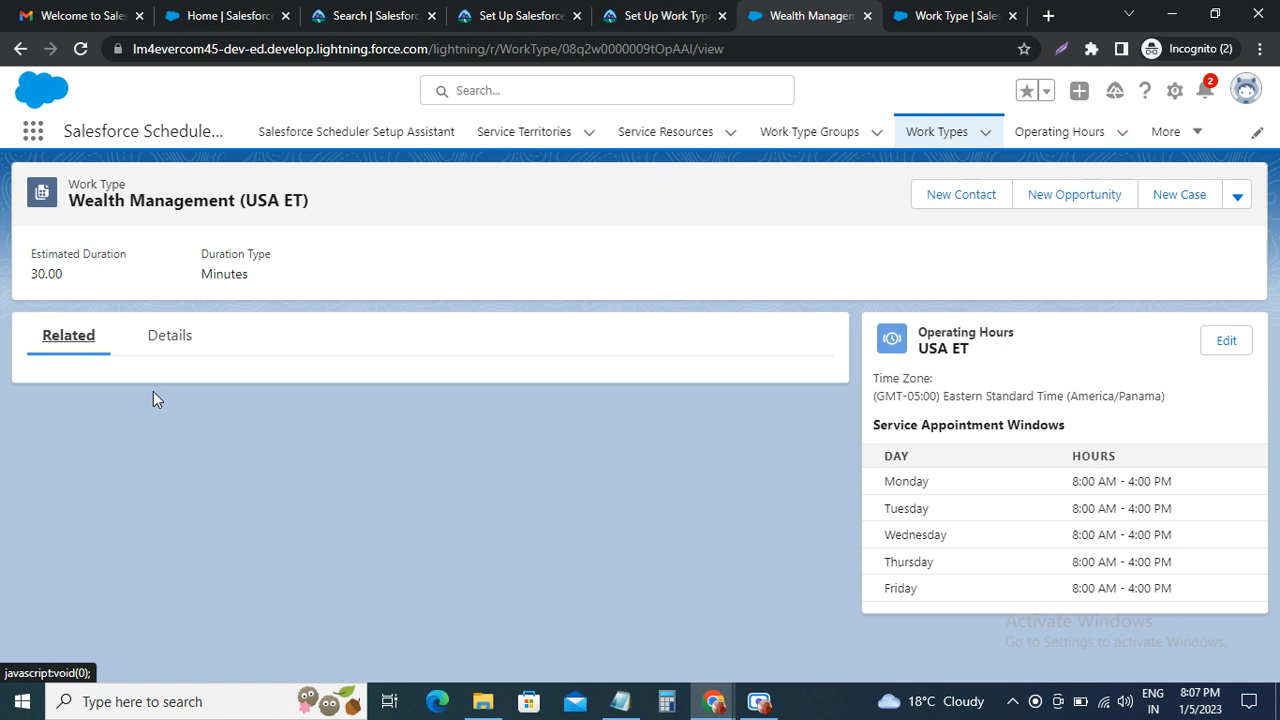 Welcome to Sales
Home | Salesforc
Search | Salesfor
Set Up Salesforce
Set Up Work Type
Wealth Managem
Work Type | Sales
lm4evercom45-dev-ed.develop.lightning.force.com/lightning/r/WorkType/08q2w0000009tOpAAI/view
Incognito (2)
Search...
2
Salesforce Schedule...
Salesforce Scheduler Setup Assistant
Service Territories
Service Resources
Work Type Groups
Work Types
Operating Hours
More
Work Type
Wealth Management (USA ET)
New Contact
New Opportunity
New Case
Estimated Duration
Duration Type
30.00
Minutes
Related
Details
Operating Hours
USA ET
Edit
Time Zone:
(GMT-05:00) Eastern Standard Time (America/Panama)
Service Appointment Windows
DAY HOURS
Monday 8:00 AM - 4:00 PM
Tuesday 8:00 AM - 4:00 PM
Wednesday 8:00 AM - 4:00 PM
Thursday 8:00 AM - 4:00 PM
Friday 8:00 AM - 4:00 PM
Activate Windows
Go to Settings to activate Windows.
javascript:void(0);
Type here to search
18°C Cloudy
ENG
IN
8:07 PM
1/5/2023